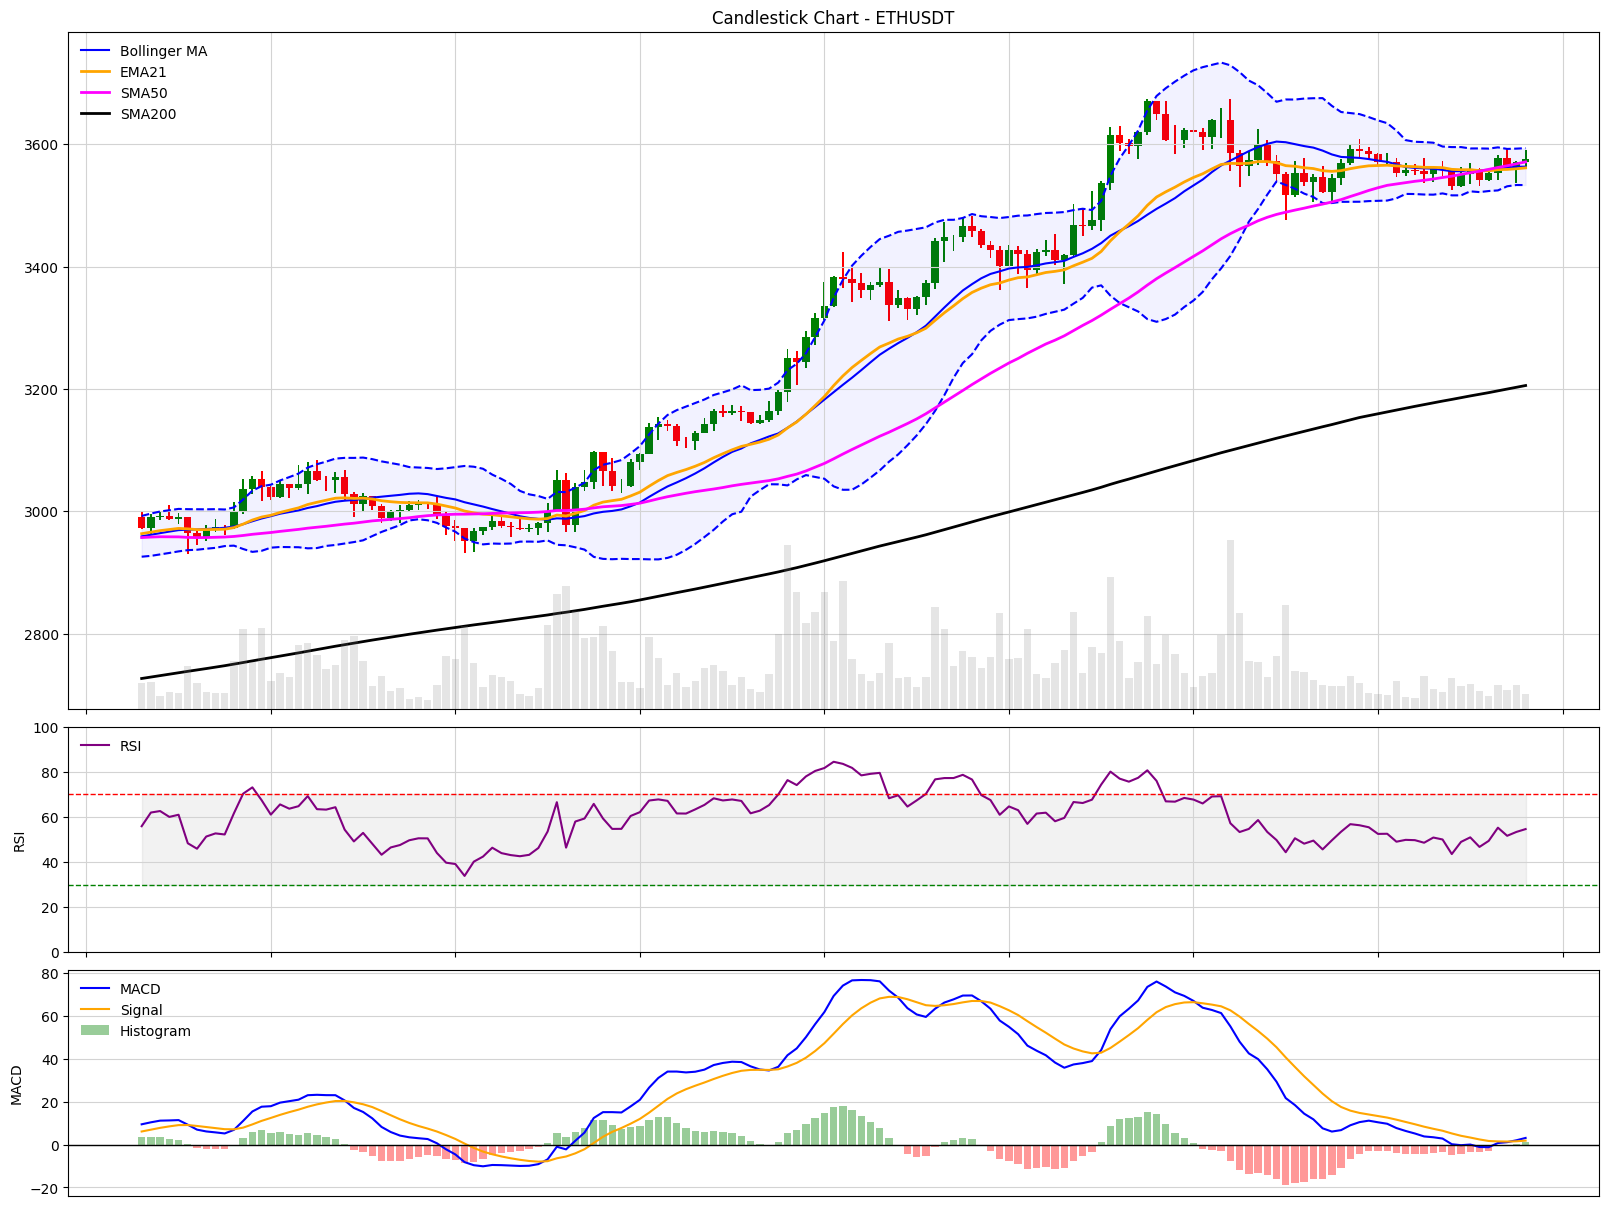 Candlestick Chart - ETHUSDT
Bollinger MA
EMA21
SMA50
SMA200
3600
3400
3200
3000
2800
100
80
60
40
20
0
RSI
RSI
80
60
40
20
0
−20
MACD
MACD
Signal
Histogram